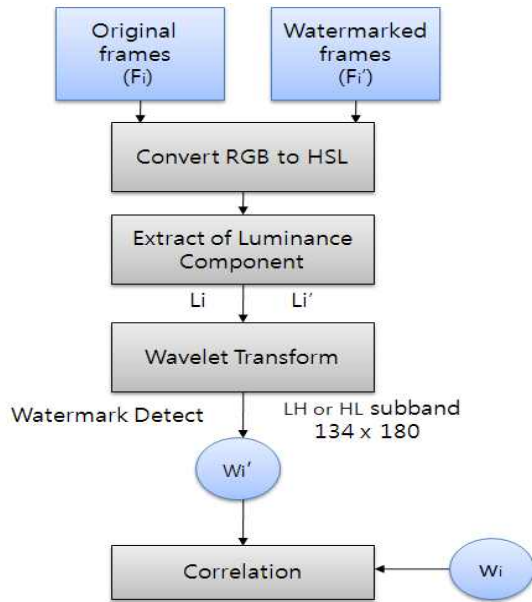 Original
frames
(Fi)
Watermarked
frames
(Fi′)
Convert RGB to HSL
Extract of Luminance
Component
Li
Li′
Wavelet Transform
Watermark Detect
LH or HL subband
134 x 180
Wi′
Correlation
Wi